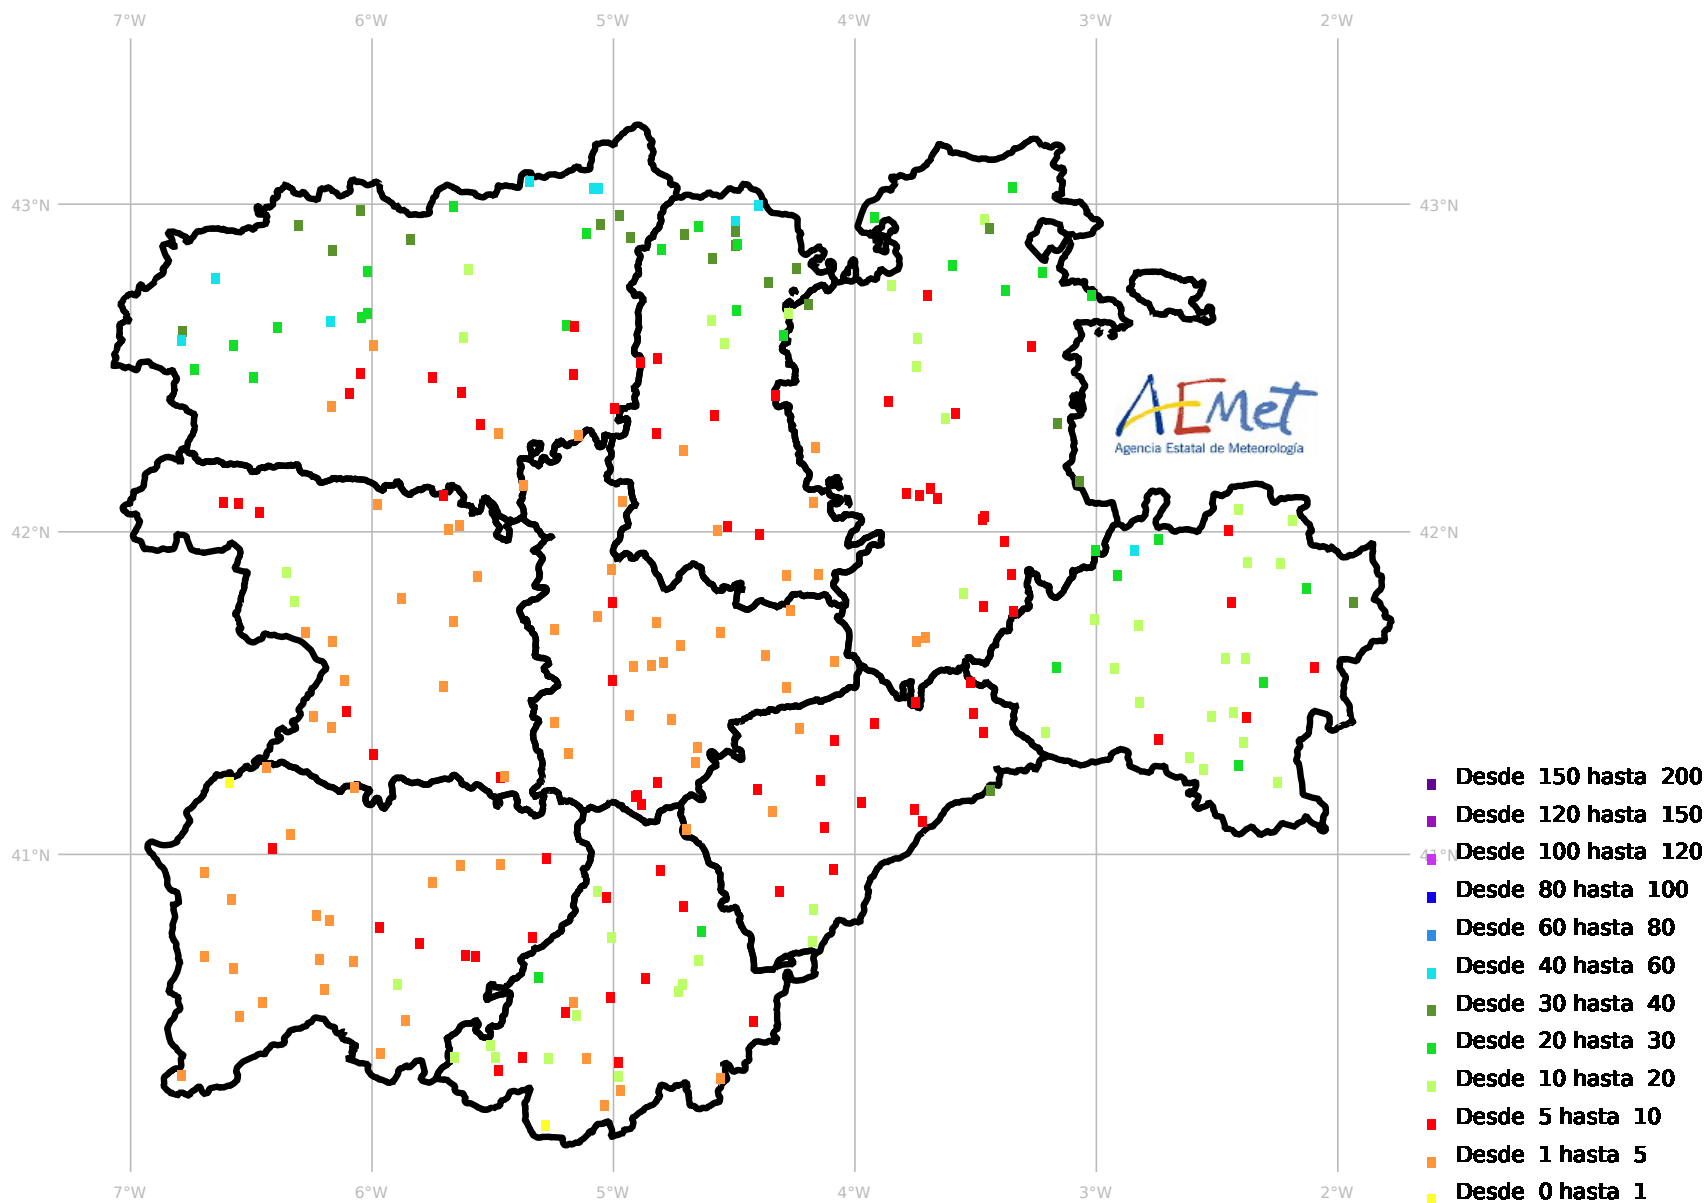 7°W 6°W 5°W 4°W 3°W 2°W
43°N 43°N
AEMet
Agencia Estatal de Meteorología
42°N 42°N
Desde 150 hasta 200
Desde 120 hasta 150
41°N 41°N
Desde 100 hasta 120
Desde 80 hasta 100
Desde 60 hasta 80
Desde 40 hasta 60
Desde 30 hasta 40
Desde 20 hasta 30
Desde 10 hasta 20
Desde 5 hasta 10
Desde 1 hasta 5
Desde 0 hasta 1
7°W 6°W 5°W 4°W 3°W 2°W